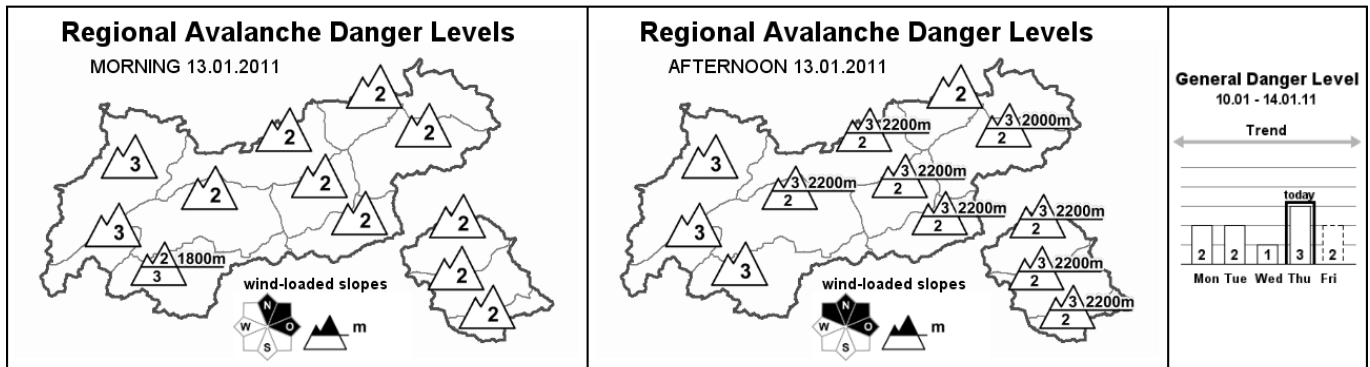 Regional Avalanche Danger Levels
MORNING 13.01.2011
2
2
2
3
2
2
2
3
2
2 1800m
3
2
2
wind-loaded slopes
N
W
O
S
m
Regional Avalanche Danger Levels
AFTERNOON 13.01.2011
2
3 2200m
2
3 2000m
2
3
3 2200m
2
3 2200m
2
3 2200m
2
3
3 2200m
2
3
3 2200m
2
3 2200m
2
wind-loaded slopes
N
W
O
S
m
General Danger Level
10.01 - 14.01.11
Trend
today
2 2 1 3 2
Mon Tue Wed Thu Fri